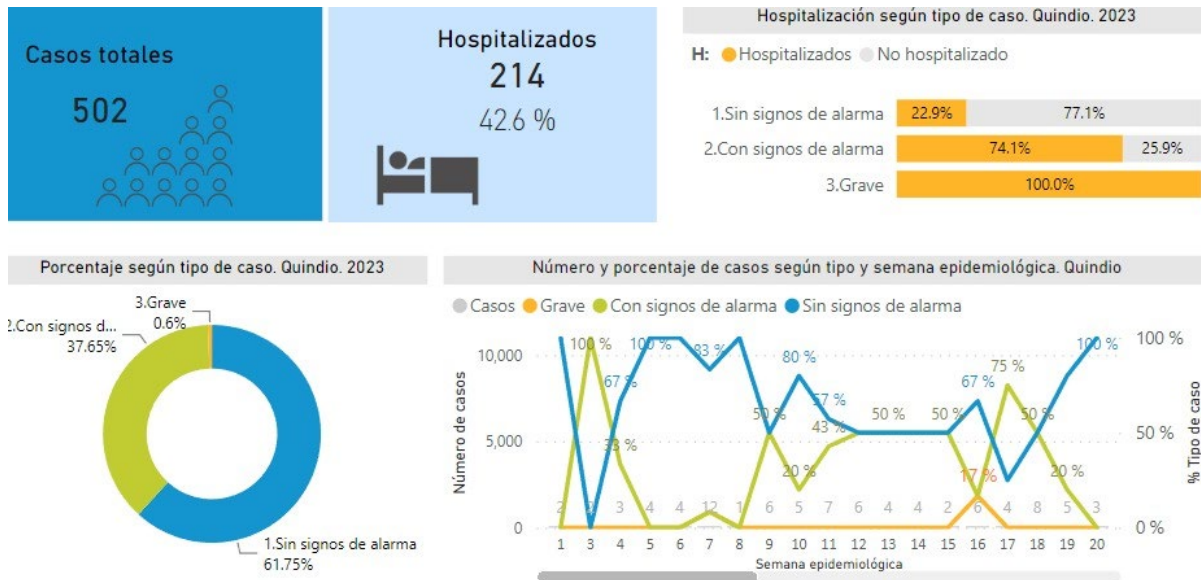 Casos totales
502
Hospitalizados
214
42.6 %
Hospitalización según tipo de caso. Quindio. 2023
H: Hospitalizados No hospitalizado
1.Sin signos de alarma 22.9% 77.1%
2.Con signos de alarma 74.1% 25.9%
3.Grave 100.0%
Porcentaje según tipo de caso. Quindio. 2023
3.Grave
0.6%
2.Con signos d...
37.65%
1.Sin signos de alarma
61.75%
Número y porcentaje de casos según tipo y semana epidemiológica. Quindio
Casos Grave Con signos de alarma Sin signos de alarma
Número de casos
10,000
5,000
0
100 %
50 %
0 %
% Tipo de caso
100 % 100 % 83 % 80 % 100 %
67 % 57 % 67 % 75 %
33 % 50 % 43 % 50 % 50 % 50 %
20 % 17 % 20 %
2 2 3 4 4 12 1 6 5 7 6 4 4 2 6 4 8 5 3
1 3 4 5 6 7 8 9 10 11 12 13 14 15 16 17 18 19 20
Semana epidemiológica